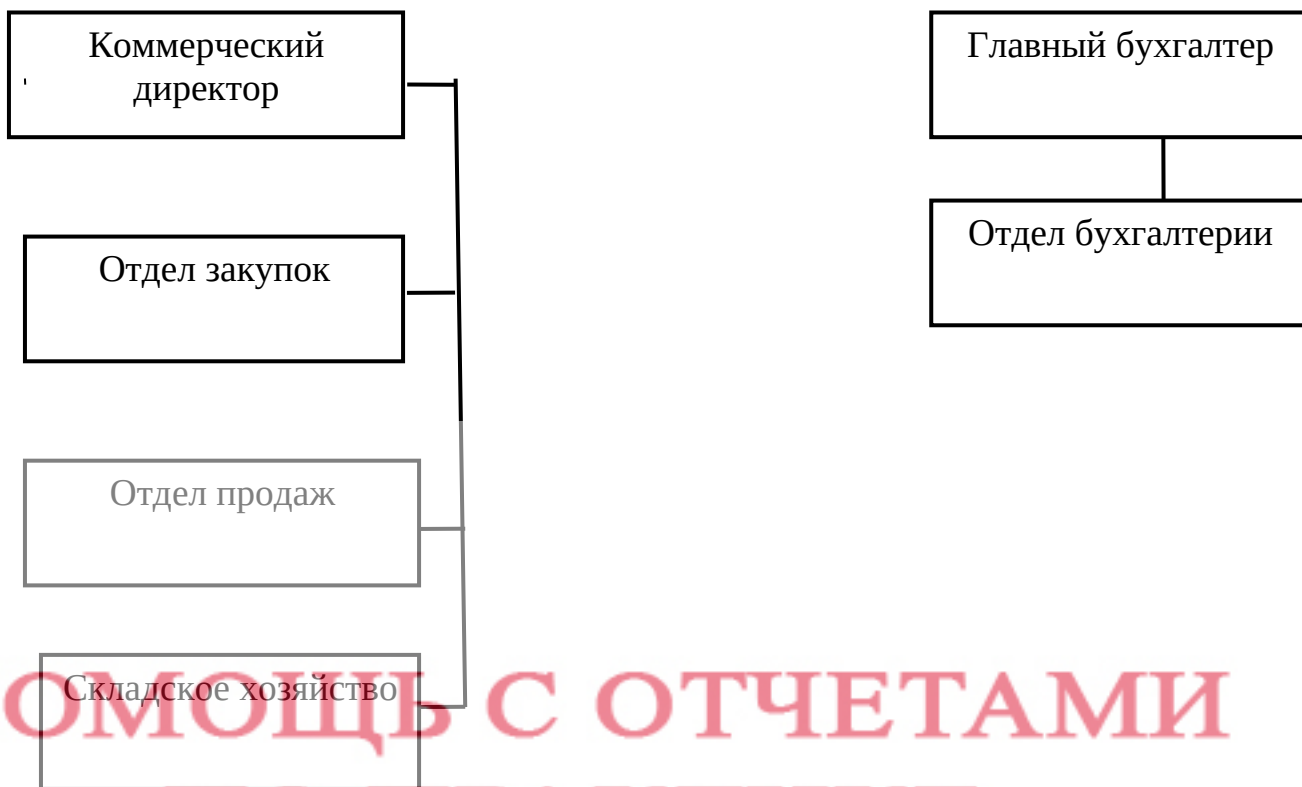 Коммерческий
директор
Главный бухгалтер
Отдел закупок
Отдел бухгалтерии
Отдел продаж
Складское хозяйство
ОМОЩЬ С ОТЧЕТАМИ